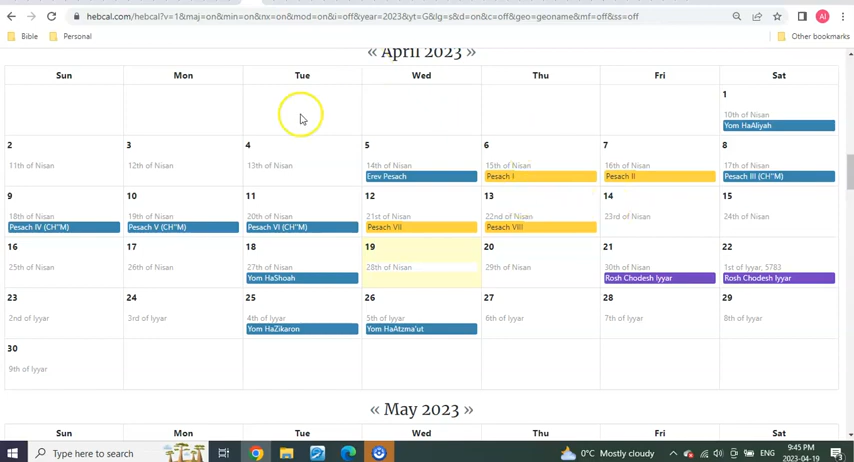 hebcal.com/hebcal?v=1&maj=on&min=on&nx=on&mod=on&i=off&year=2023&yt=G&lg=s&d=on&c=off&geo=geoname&mf=off&ss=off
AI
Bible Personal Other bookmarks
« April 2023 »
Sun Mon Tue Wed Thu Fri Sat
1
10th of Nisan
Yom HaAliyah
2 3 4 5 6 7 8
11th of Nisan 12th of Nisan 13th of Nisan 14th of Nisan 15th of Nisan 16th of Nisan 17th of Nisan
Erev Pesach Pesach I Pesach II Pesach III (CH"M)
9 10 11 12 13 14 15
18th of Nisan 19th of Nisan 20th of Nisan 21st of Nisan 22nd of Nisan 23rd of Nisan 24th of Nisan
Pesach IV (CH"M) Pesach V (CH"M) Pesach VI (CH"M) Pesach VII Pesach VIII
16 17 18 19 20 21 22
25th of Nisan 26th of Nisan 27th of Nisan 28th of Nisan 29th of Nisan 30th of Nisan 1st of Iyyar, 5783
Yom HaShoah Rosh Chodesh Iyyar Rosh Chodesh Iyyar
23 24 25 26 27 28 29
2nd of Iyyar 3rd of Iyyar 4th of Iyyar 5th of Iyyar 6th of Iyyar 7th of Iyyar 8th of Iyyar
Yom HaZikaron Yom HaAtzma'ut
30
9th of Iyyar
« May 2023 »
Sun Mon Tue Wed Thu Fri Sat
Type here to search 0°C Mostly cloudy ENG 9:45 PM
2023-04-19
3